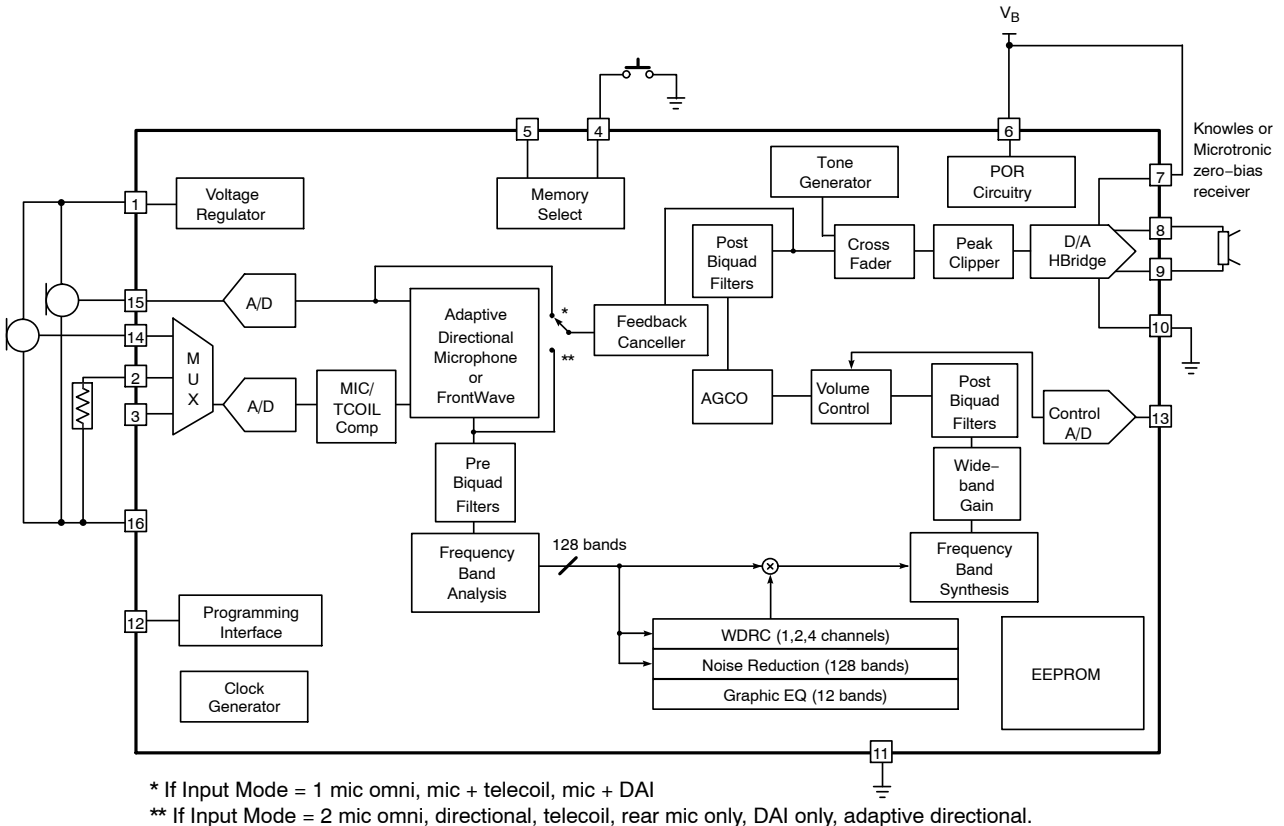 V_B
5
4
6
Knowles or
Microtronic
zero−bias
receiver
Tone
Generator
POR
Circuitry
7
1
Voltage
Regulator
Memory
Select
8
Post
Biquad
Filters
Cross
Fader
Peak
Clipper
D/A
HBridge
9
15
A/D
Adaptive
Directional
Microphone
or
FrontWave
*
**
Feedback
Canceller
10
14
2
3
M
U
X
A/D
MIC/
TCOIL
Comp
AGCO
Volume
Control
Post
Biquad
Filters
Control
A/D
13
Pre
Biquad
Filters
Wide−
band
Gain
16
Frequency
Band
Analysis
128 bands
×
Frequency
Band
Synthesis
12
Programming
Interface
WDRC (1,2,4 channels)
Noise Reduction (128 bands)
Graphic EQ (12 bands)
EEPROM
Clock
Generator
11
* If Input Mode = 1 mic omni, mic + telecoil, mic + DAI
** If Input Mode = 2 mic omni, directional, telecoil, rear mic only, DAI only, adaptive directional.